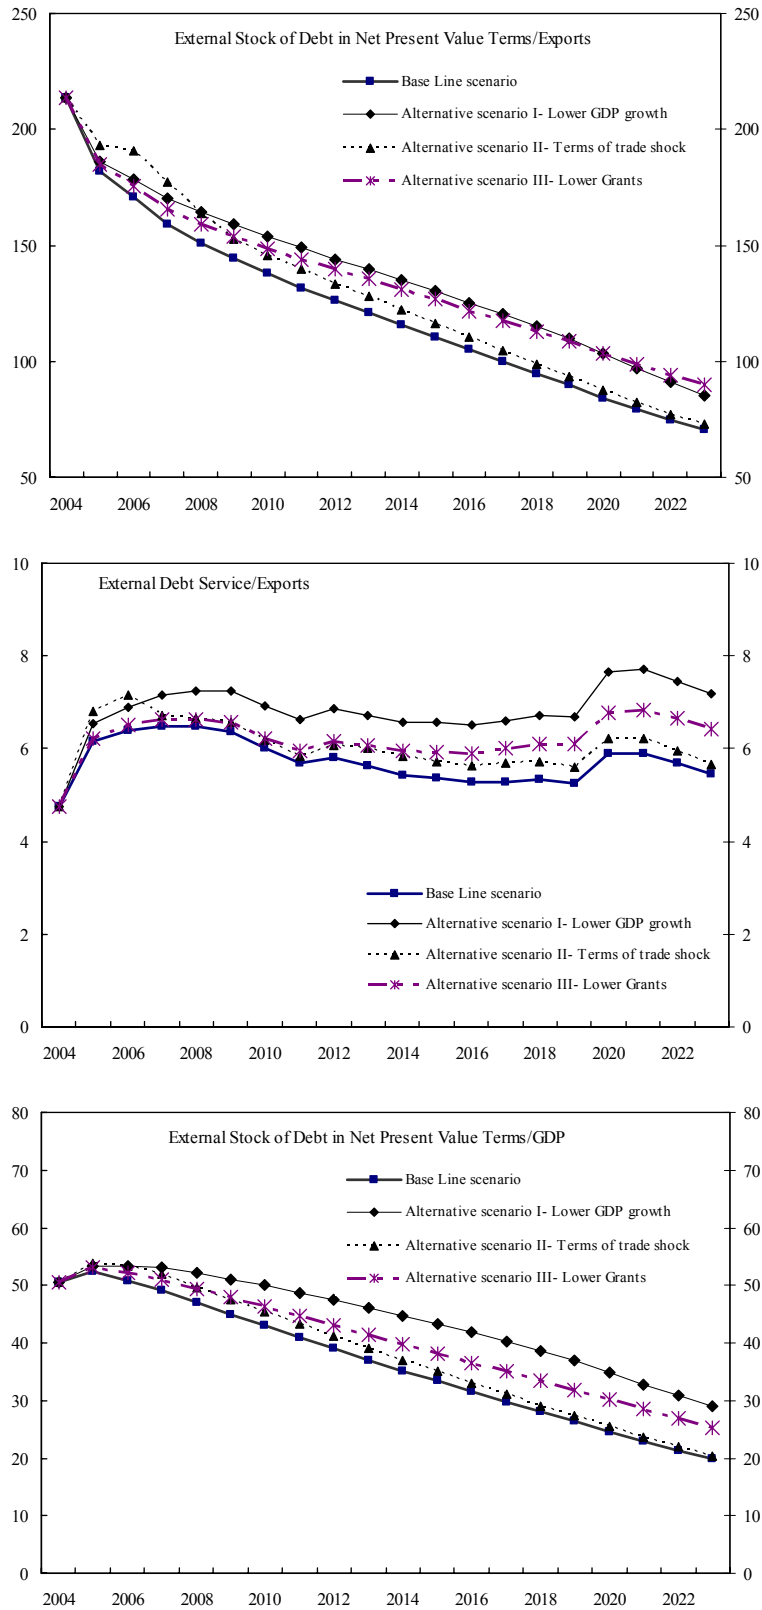 250 250
External Stock of Debt in Net Present Value Terms/Exports
Base Line scenario
Alternative scenario I- Lower GDP growth
200 200
Alternative scenario II- Terms of trade shock
Alternative scenario III- Lower Grants
150 150
100 100
50 50
2004 2006 2008 2010 2012 2014 2016 2018 2020 2022
10 10
External Debt Service/Exports
8 8
6 6
4 4
Base Line scenario
Alternative scenario I- Lower GDP growth
2 2
Alternative scenario II- Terms of trade shock
Alternative scenario III- Lower Grants
0 0
2004 2006 2008 2010 2012 2014 2016 2018 2020 2022
80 80
External Stock of Debt in Net Present Value Terms/GDP
70 70
Base Line scenario
Alternative scenario I- Lower GDP growth
60 60
Alternative scenario II- Terms of trade shock
Alternative scenario III- Lower Grants
50 50
40 40
30 30
20 20
10 10
0 0
2004 2006 2008 2010 2012 2014 2016 2018 2020 2022